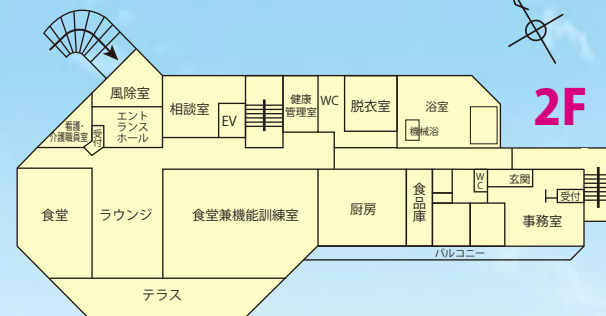 2F
風除室
エント
ランス
ホール
看護・
介護職員室
受付
相談室
EV
健康
管理室
WC
脱衣室
浴室
機械浴
食堂
ラウンジ
食堂兼機能訓練室
厨房
食品庫
WC
玄関
受付
事務室
バルコニー
テラス